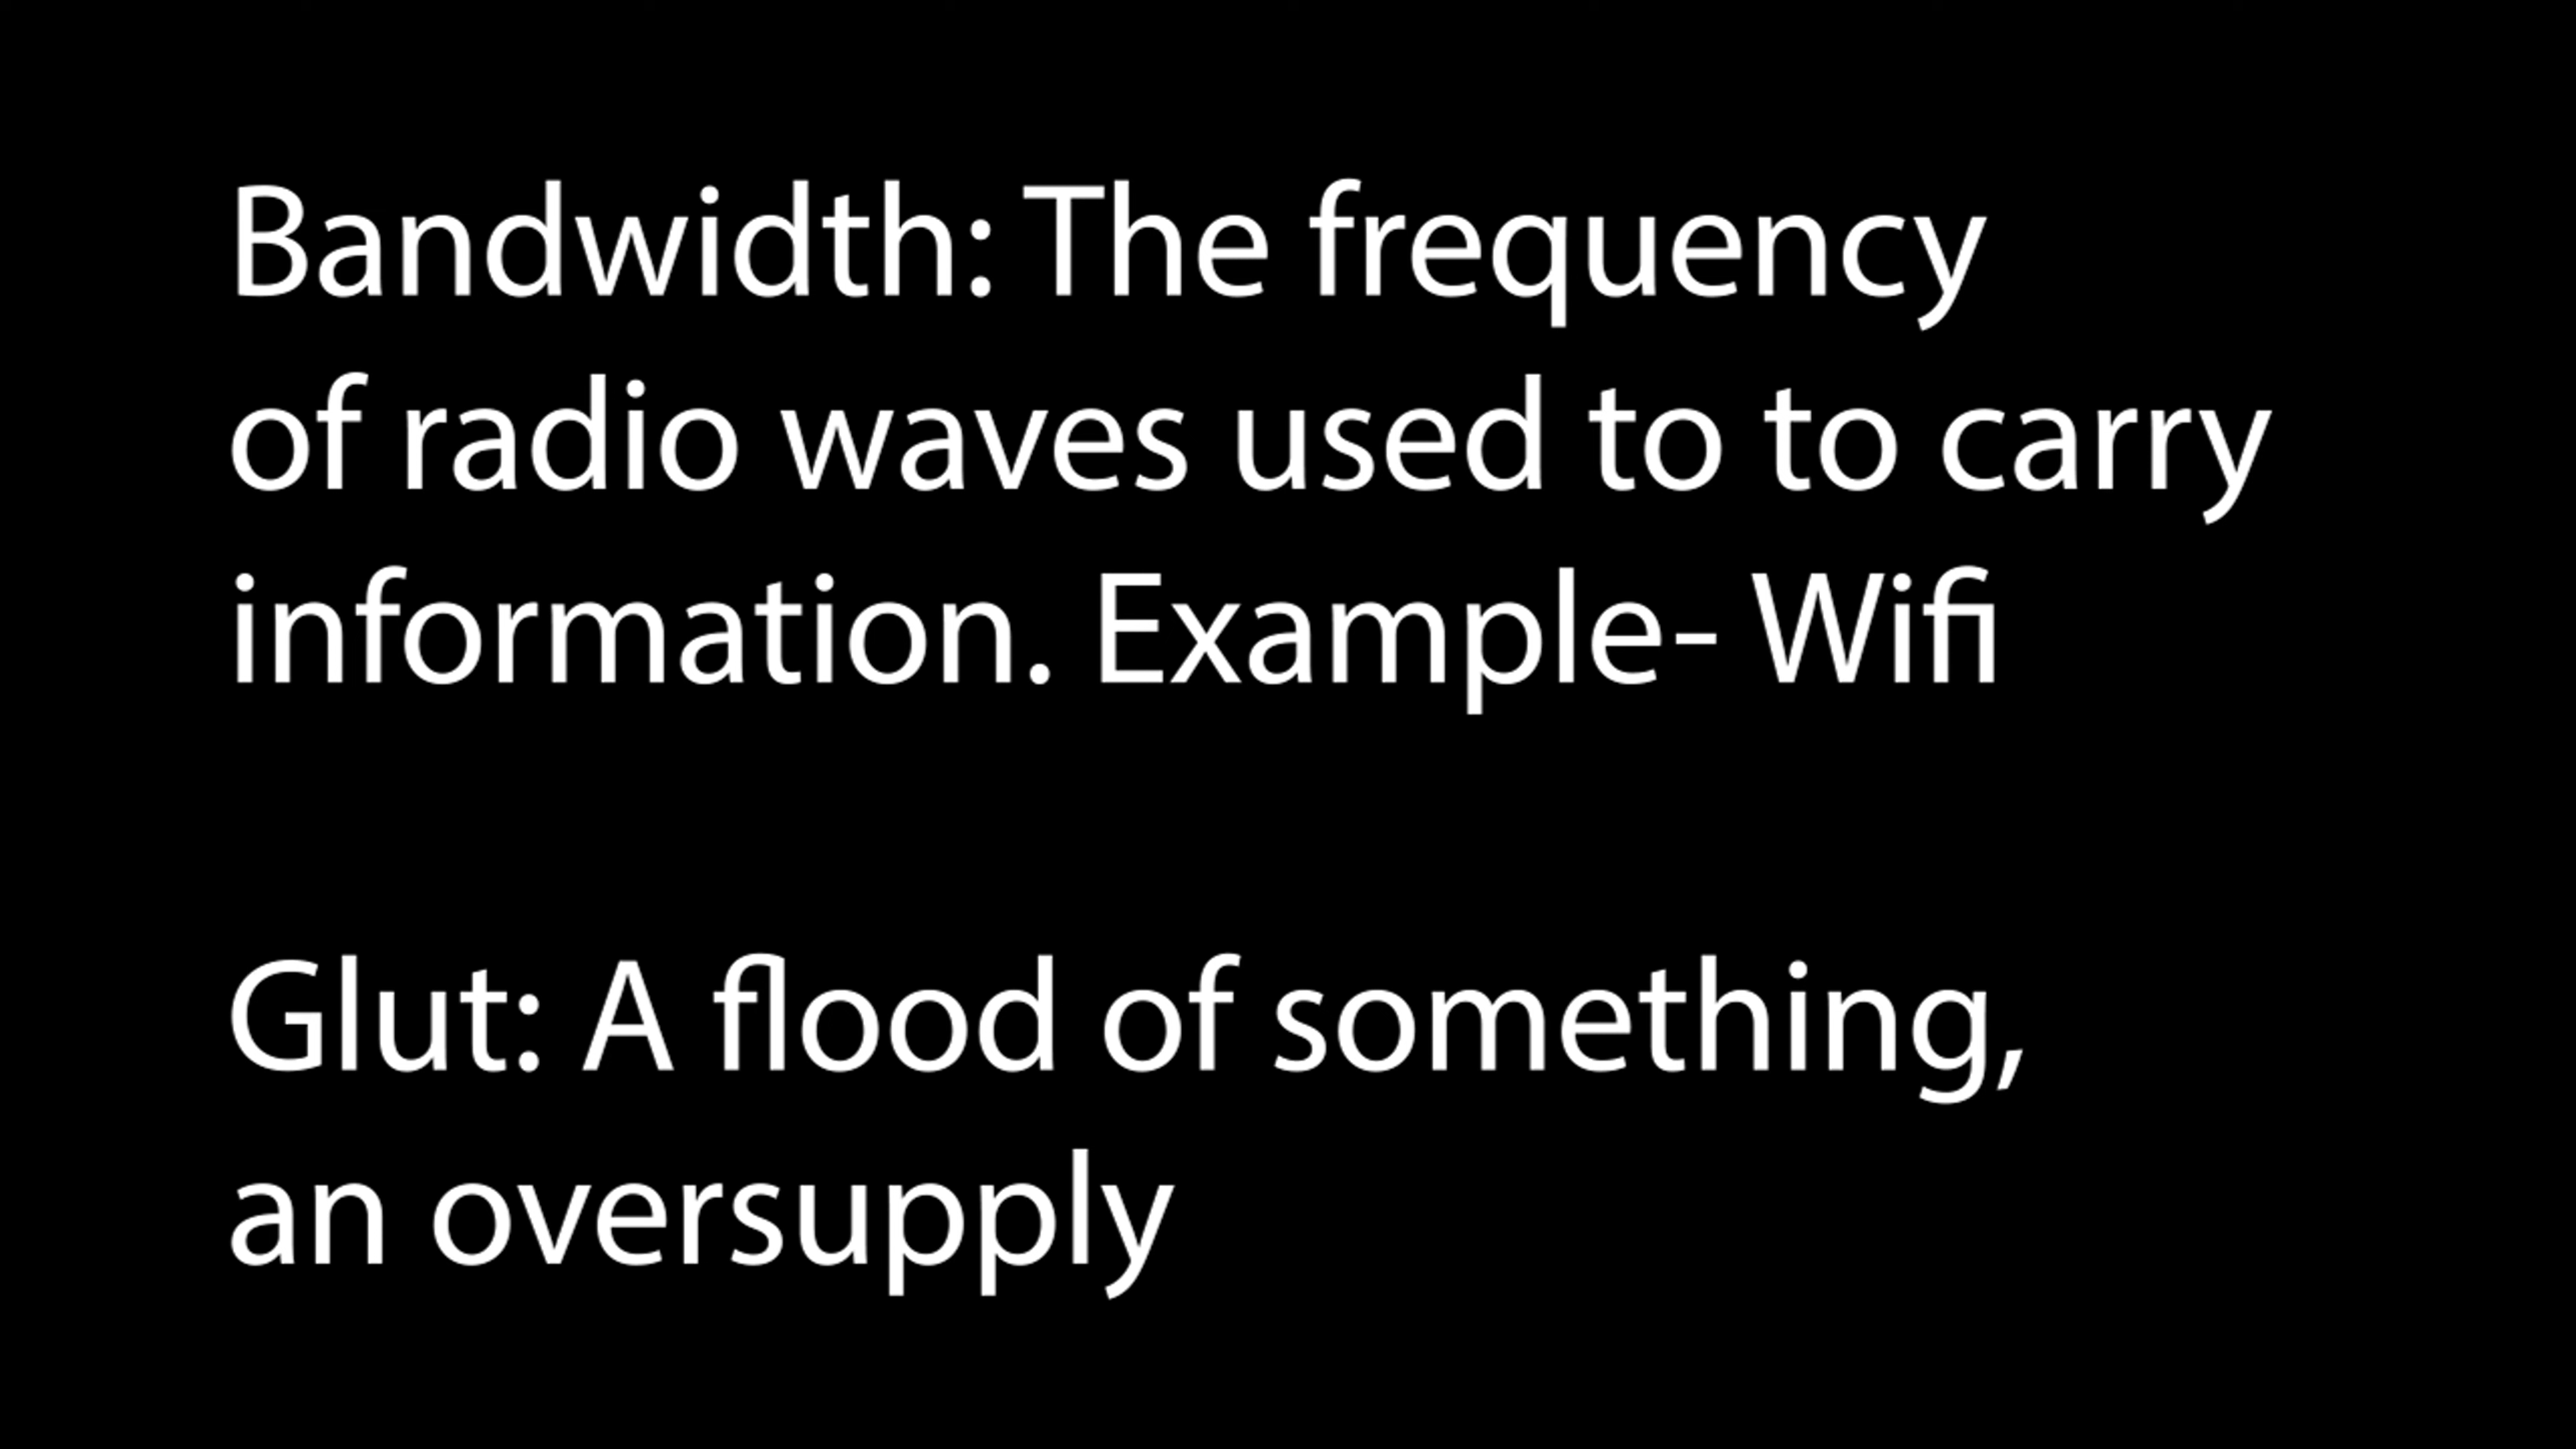 Bandwidth: The frequency
of radio waves used to to carry
information. Example- Wifi
Glut: A flood of something,
an oversupply